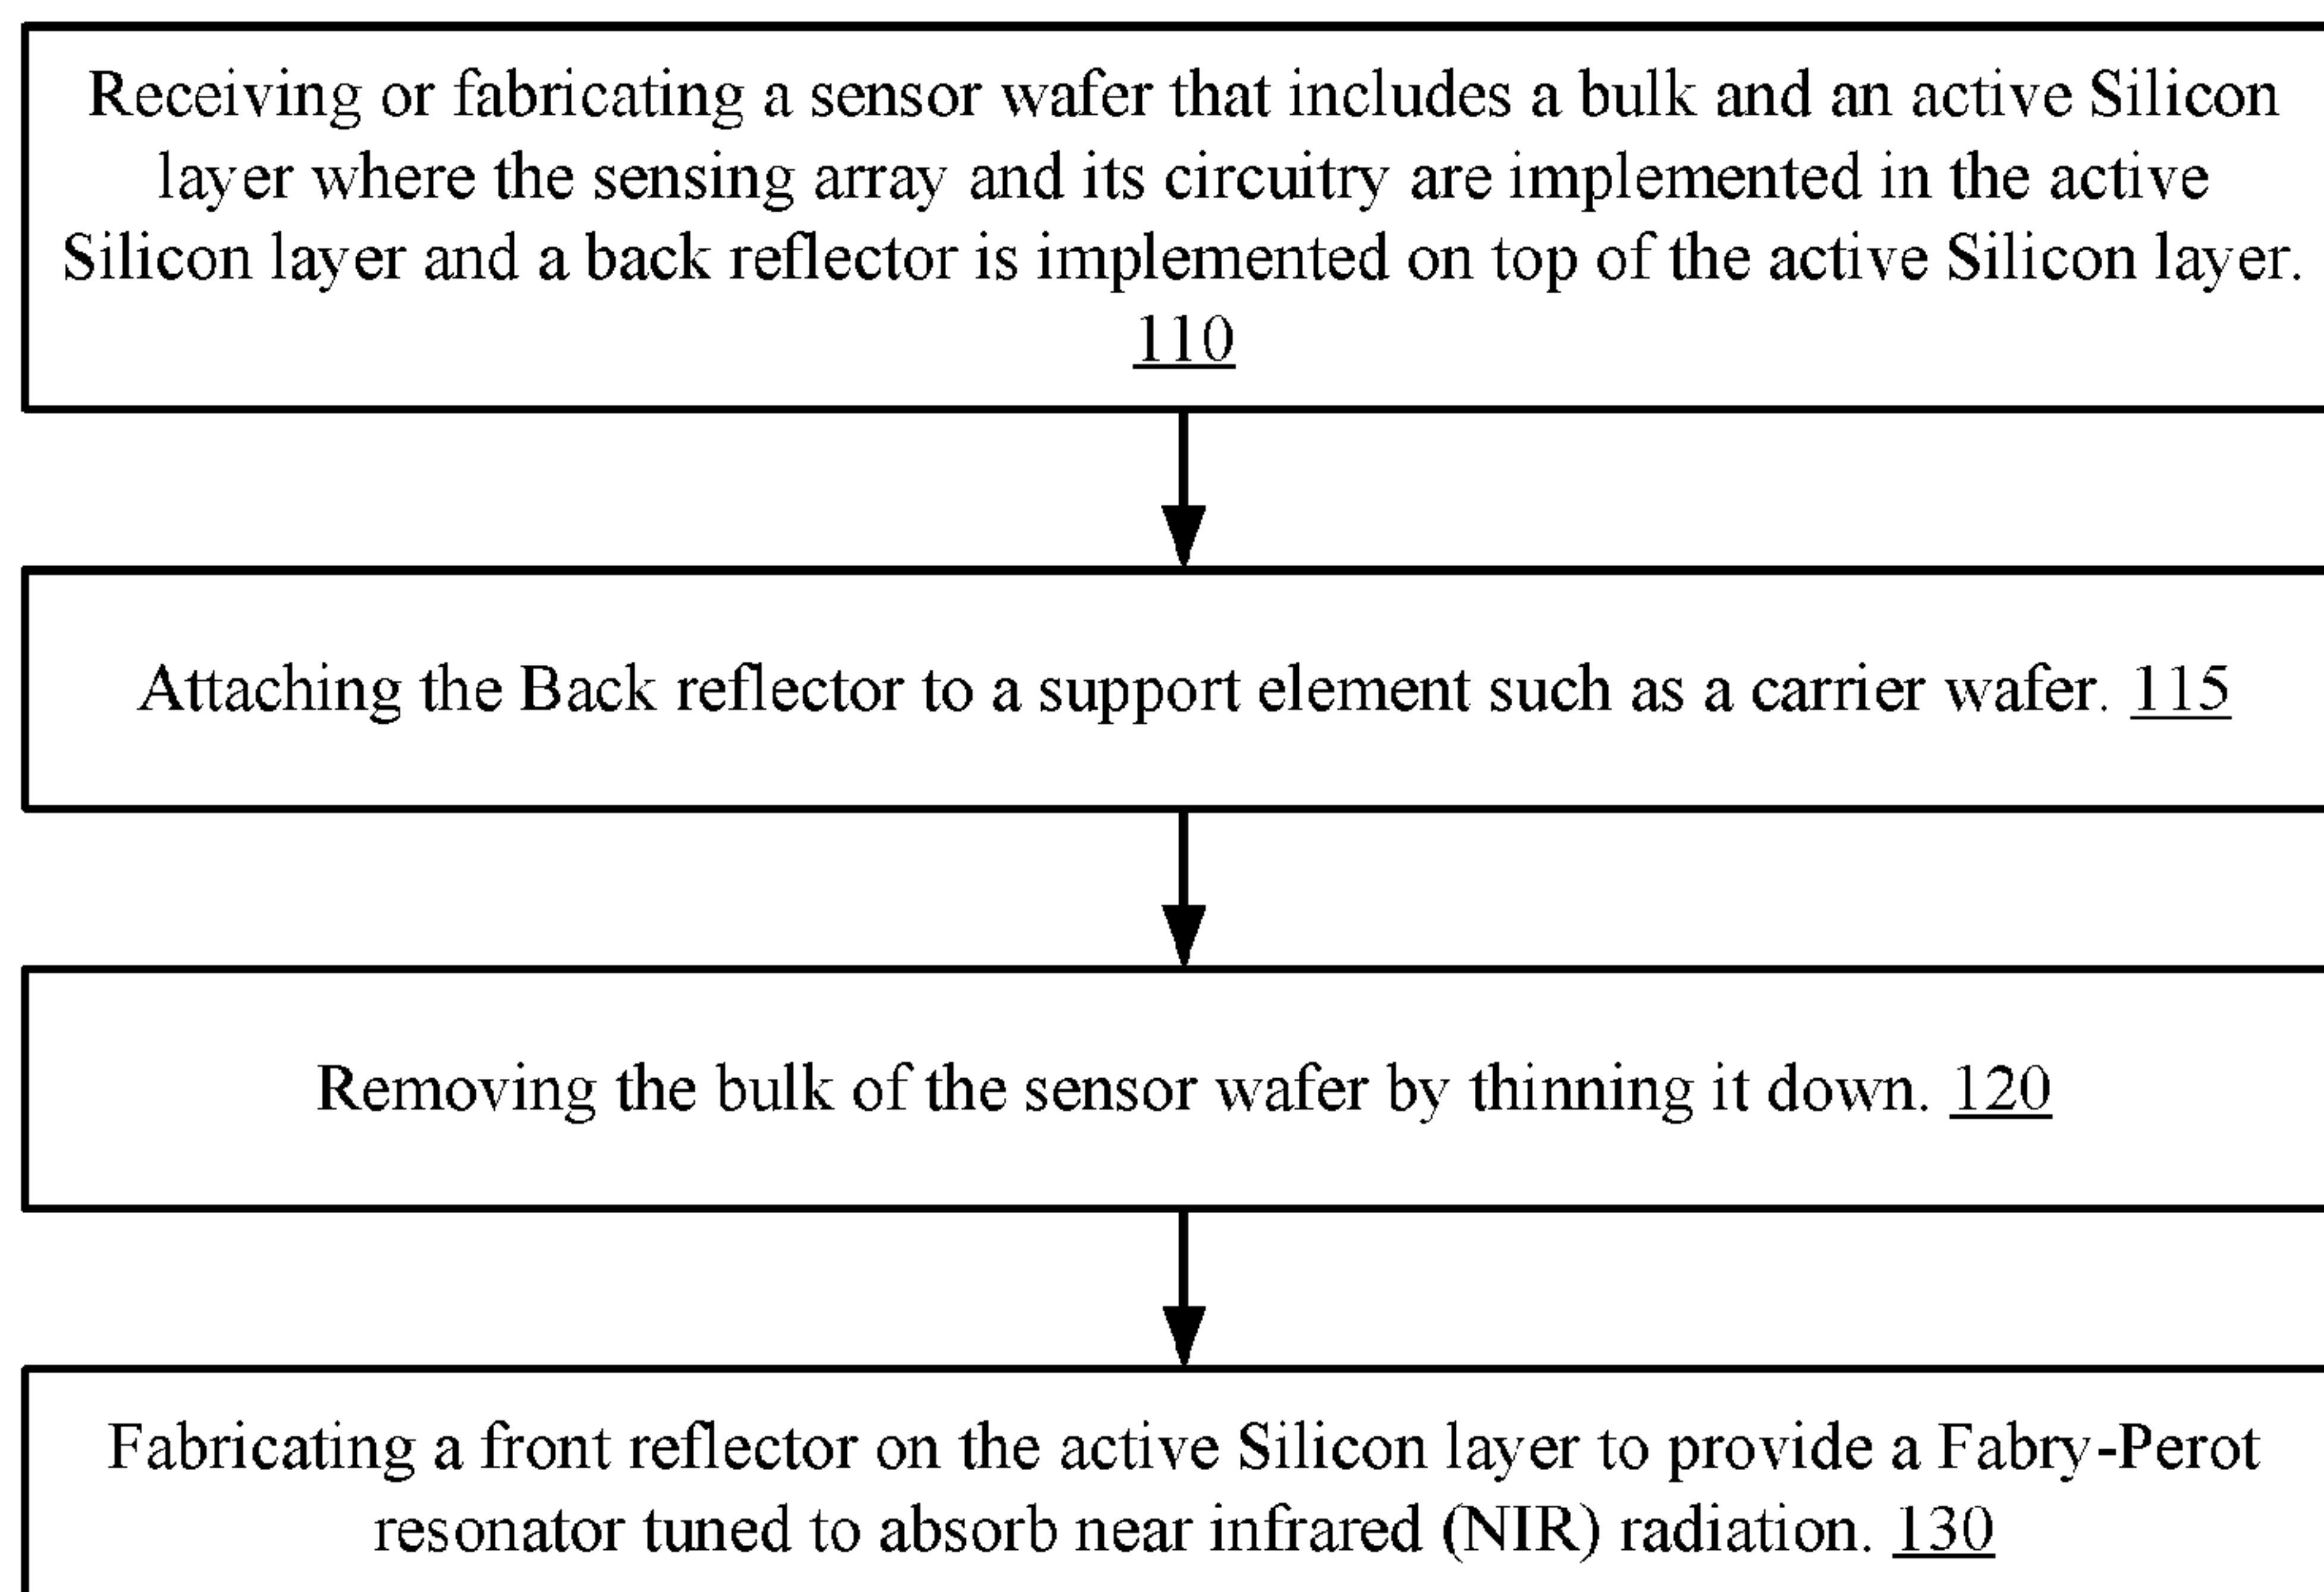 Receiving or fabricating a sensor wafer that includes a bulk and an active Silicon
layer where the sensing array and its circuitry are implemented in the active
Silicon layer and a back reflector is implemented on top of the active Silicon layer.
110
Attaching the Back reflector to a support element such as a carrier wafer. 115
Removing the bulk of the sensor wafer by thinning it down. 120
Fabricating a front reflector on the active Silicon layer to provide a Fabry-Perot
resonator tuned to absorb near infrared (NIR) radiation. 130